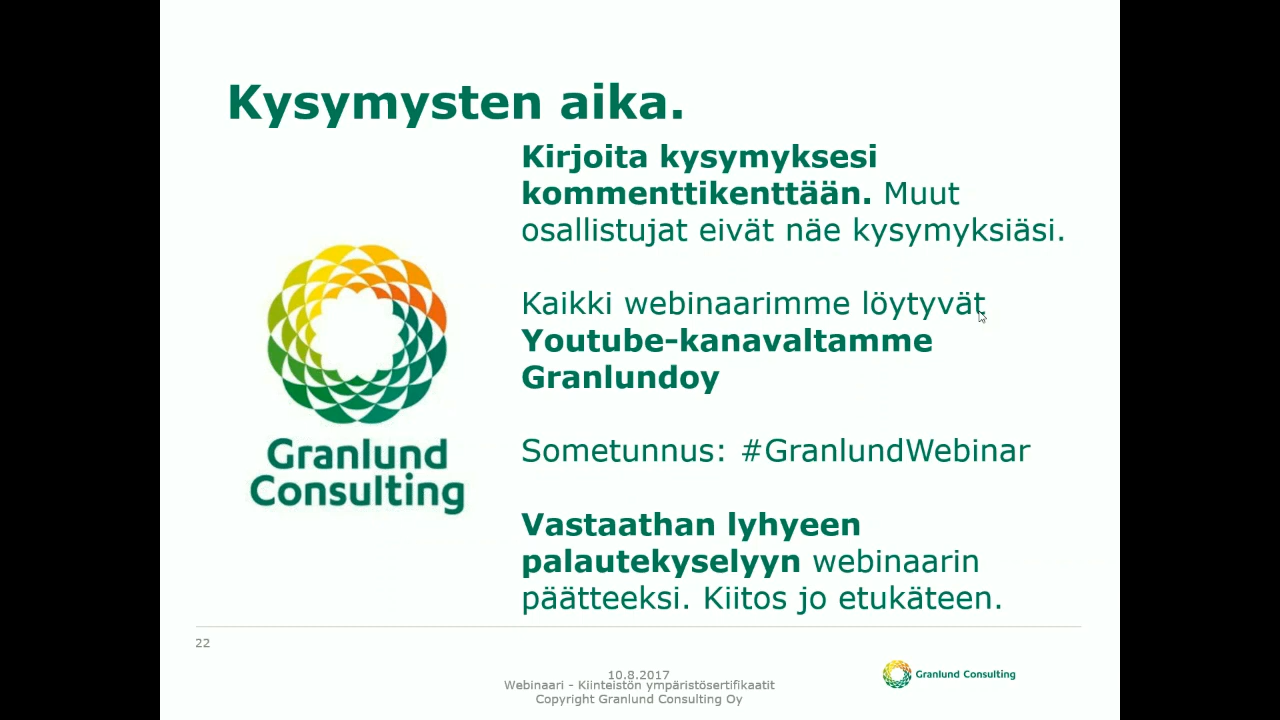 Kysymysten aika.
Kirjoita kysymyksesi
kommenttikenttään. Muut
osallistujat eivät näe kysymyksiäsi.
Kaikki webinaarimme löytyvät
Youtube-kanavaltamme
Granlundoy
Sometunnus: #GranlundWebinar
Vastaathan lyhyeen
palautekyselyyn webinaarin
päätteeksi. Kiitos jo etukäteen.
Granlund
Consulting
22
10.8.2017
Webinaari - Kiinteistön ympäristösertifikaatit
Copyright Granlund Consulting Oy
Granlund Consulting